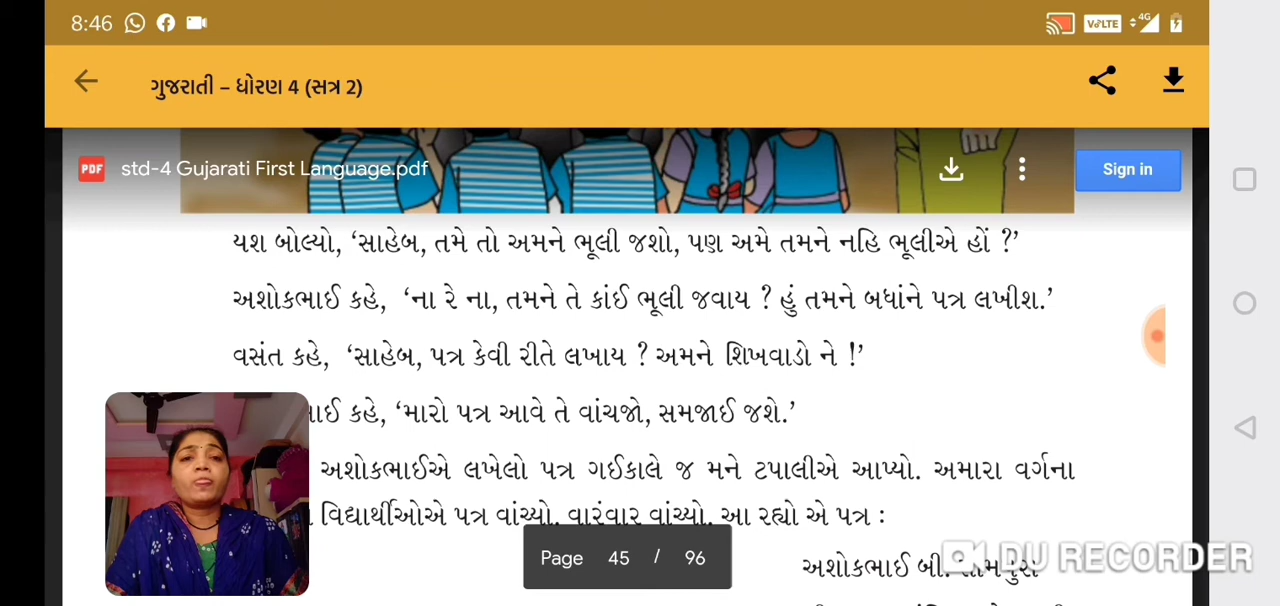 8:46 VoLTE 4G
ગુજરાતી – ધોરણ 4 (સત્ર 2)
PDF std-4 Gujarati First Language.pdf Sign in
યશ બોલ્યો, ‘સાહેબ, તમે તો અમને ભૂલી જશો, પણ અમે તમને નહિ ભૂલીએ હોં ?’
અશોકભાઈ કહે, ‘ના રે ના, તમને તે કાંઈ ભૂલી જવાય ? હું તમને બધાંને પત્ર લખીશ.’
વસંત કહે, ‘સાહેબ, પત્ર કેવી રીતે લખાય ? અમને શિખવાડો ને !’
કહે, ‘મારો પત્ર આવે તે વાંચજો, સમજાઈ જશે.’
અશોકભાઈએ લખેલો પત્ર ગઈકાલે જ મને ટપાલીએ આપ્યો. અમારા વર્ગના
વિદ્યાર્થીઓએ પત્ર વાંચ્યો. વારંવાર વાંચ્યો. આ રહ્યો એ પત્ર :
Page 45 / 96
અશોકભાઈ બી.
DU RECORDER